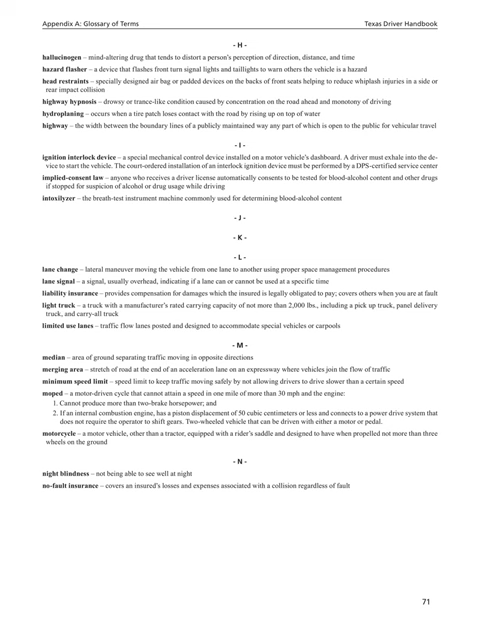 Appendix A: Glossary of Terms
Texas Driver Handbook
- H -
hallucinogen – mind-altering drug that tends to distort a person's perception of direction, distance, and time
hazard flasher – a device that flashes front turn signal lights and taillights to warn others the vehicle is a hazard
head restraints – specially designed air bag or padded devices on the backs of front seats helping to reduce whiplash injuries in a side or
rear impact collision
highway hypnosis – drowsy or trance-like condition caused by concentration on the road ahead and monotony of driving
hydroplaning – occurs when a tire patch loses contact with the road by rising up on top of water
highway – the width between the boundary lines of a publicly maintained way any part of which is open to the public for vehicular travel
- I -
ignition interlock device – a special mechanical control device installed on a motor vehicle's dashboard. A driver must exhale into the de-
vice to start the vehicle. The court-ordered installation of an interlock ignition device must be performed by a DPS-certified service center
implied-consent law – anyone who receives a driver license automatically consents to be tested for blood-alcohol content and other drugs
if stopped for suspicion of alcohol or drug usage while driving
intoxilyzer – the breath-test instrument machine commonly used for determining blood-alcohol content
- J -
- K -
- L -
lane change – lateral maneuver moving the vehicle from one lane to another using proper space management procedures
lane signal – a signal, usually overhead, indicating if a lane can or cannot be used at a specific time
liability insurance – provides compensation for damages which the insured is legally obligated to pay; covers others when you are at fault
light truck – a truck with a manufacturer's rated carrying capacity of not more than 2,000 lbs., including a pick up truck, panel delivery
truck, and carry-all truck
limited use lanes – traffic flow lanes posted and designed to accommodate special vehicles or carpools
- M -
median – area of ground separating traffic moving in opposite directions
merging area – stretch of road at the end of an acceleration lane on an expressway where vehicles join the flow of traffic
minimum speed limit – speed limit to keep traffic moving safely by not allowing drivers to drive slower than a certain speed
moped – a motor-driven cycle that cannot attain a speed in one mile of more than 30 mph and the engine:
1. Cannot produce more than two-brake horsepower; and
2. If an internal combustion engine, has a piston displacement of 50 cubic centimeters or less and connects to a power drive system that
does not require the operator to shift gears. Two-wheeled vehicle that can be driven with either a motor or pedal.
motorcycle – a motor vehicle, other than a tractor, equipped with a rider's saddle and designed to have when propelled not more than three
wheels on the ground
- N -
night blindness – not being able to see well at night
no-fault insurance – covers an insured's losses and expenses associated with a collision regardless of fault
71